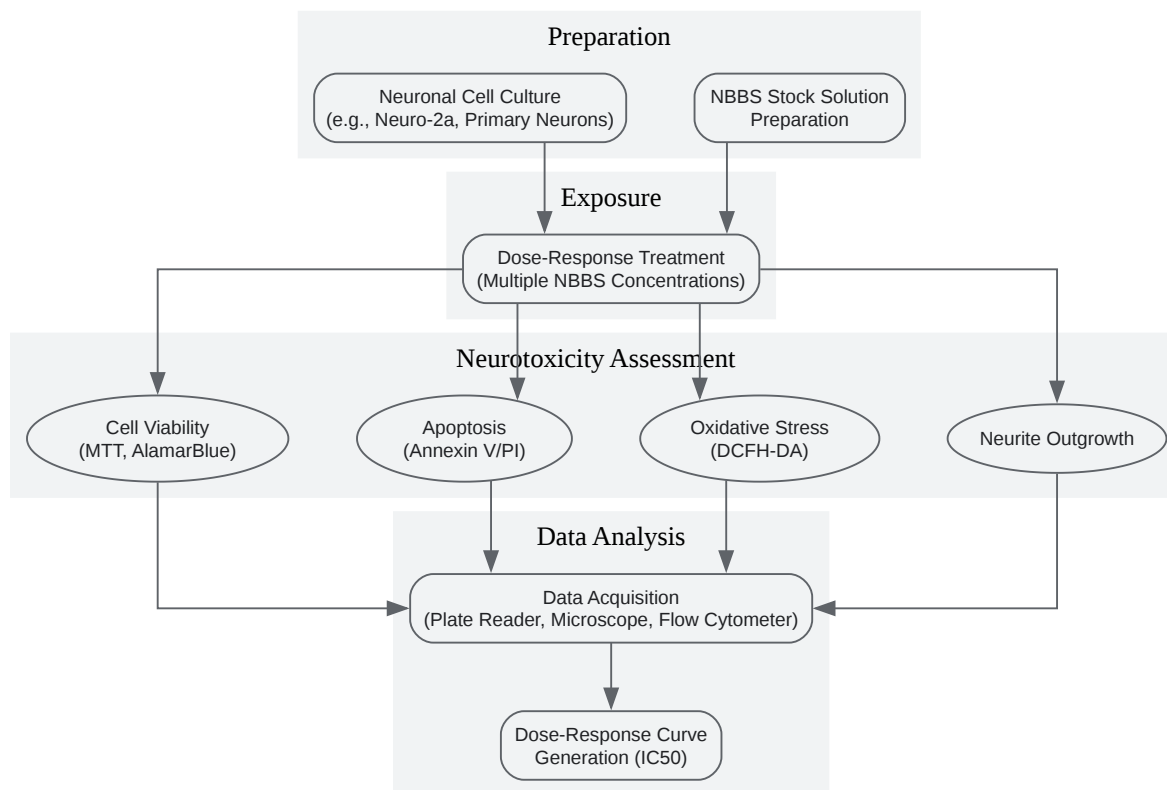 Preparation
Neuronal Cell Culture
(e.g., Neuro-2a, Primary Neurons)
NBBS Stock Solution
Preparation
Exposure
Dose-Response Treatment
(Multiple NBBS Concentrations)
Neurotoxicity Assessment
Cell Viability
(MTT, AlamarBlue)
Apoptosis
(Annexin V/PI)
Oxidative Stress
(DCFH-DA)
Neurite Outgrowth
Data Analysis
Data Acquisition
(Plate Reader, Microscope, Flow Cytometer)
Dose-Response Curve
Generation (IC50)